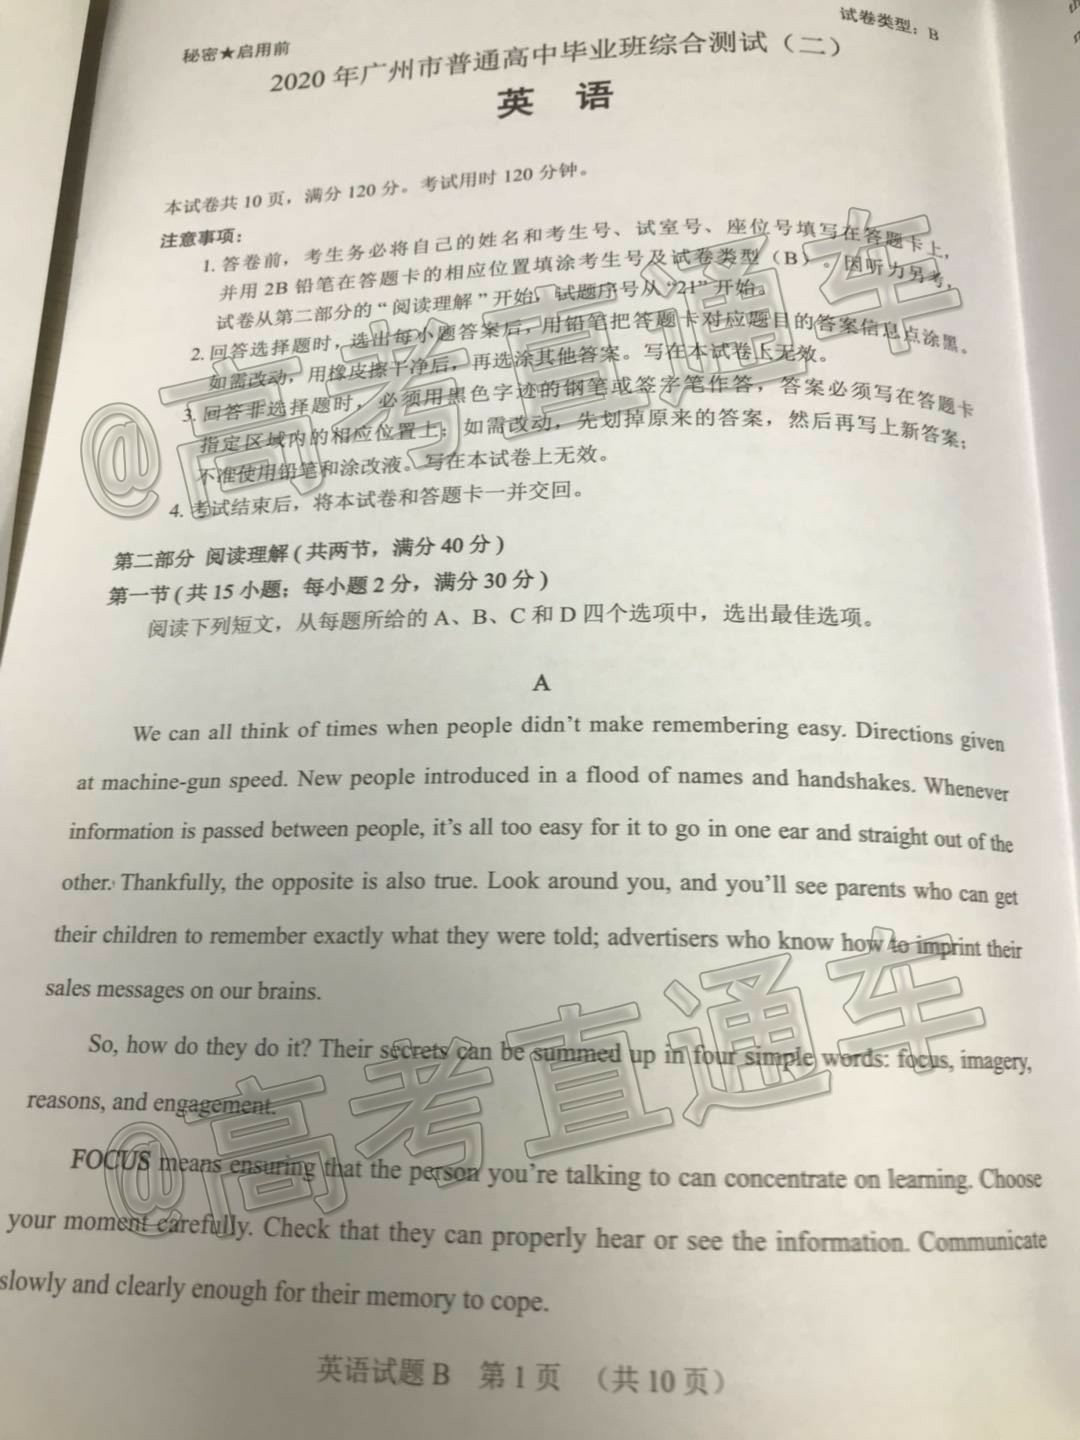 试卷类型：B
秘密★启用前
2020 年广州市普通高中毕业班综合测试（二）
英 语
本试卷共 10 页，满分 120 分。考试用时 120 分钟。
注意事项：
1. 答卷前，考生务必将自己的姓名和考生号、试室号、座位号填写在答题卡上，
并用 2B 铅笔在答题卡的相应位置填涂考生号及试卷类型（B）。因听力另考，
试卷从第二部分的“阅读理解”开始，试题序号从“21”开始。
2. 回答选择题时，选出每小题答案后，用铅笔把答题卡对应题目的答案信息点涂黑。
如需改动，用橡皮擦干净后，再选涂其他答案。写在本试卷上无效。
3. 回答非选择题时，必须用黑色字迹的钢笔或签字笔作答，答案必须写在答题卡
指定区域内的相应位置上；如需改动，先划掉原来的答案，然后再写上新答案；
不准使用铅笔和涂改液。写在本试卷上无效。
4. 考试结束后，将本试卷和答题卡一并交回。
@高考直通车
第二部分 阅读理解（共两节，满分 40 分）
第一节（共 15 小题；每小题 2 分，满分 30 分）
阅读下列短文，从每题所给的 A、B、C 和 D 四个选项中，选出最佳选项。
A
We can all think of times when people didn't make remembering easy. Directions given
at machine-gun speed. New people introduced in a flood of names and handshakes. Whenever
information is passed between people, it's all too easy for it to go in one ear and straight out of the
other. Thankfully, the opposite is also true. Look around you, and you'll see parents who can get
their children to remember exactly what they were told; advertisers who know how to imprint their
sales messages on our brains.
So, how do they do it? Their secrets can be summed up in four simple words: focus, imagery,
reasons, and engagement.
@高考直通车
FOCUS means ensuring that the person you're talking to can concentrate on learning. Choose
your moment carefully. Check that they can properly hear or see the information. Communicate
slowly and clearly enough for their memory to cope.
英语试题 B 第 1 页 （共 10 页）